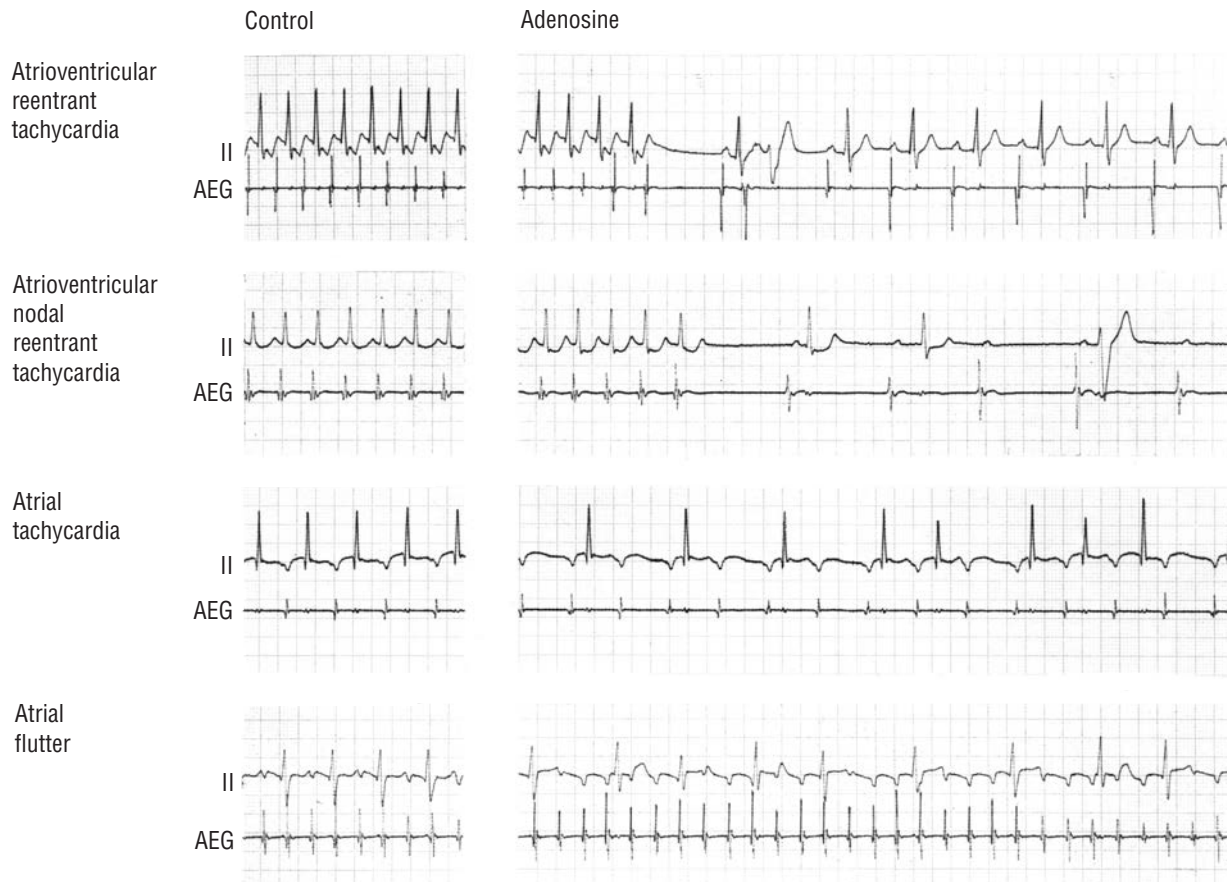 Control
Adenosine
Atrioventricular
reentrant
tachycardia
II
AEG
Atrioventricular
nodal
reentrant
tachycardia
II
AEG
Atrial
tachycardia
II
AEG
Atrial
flutter
II
AEG